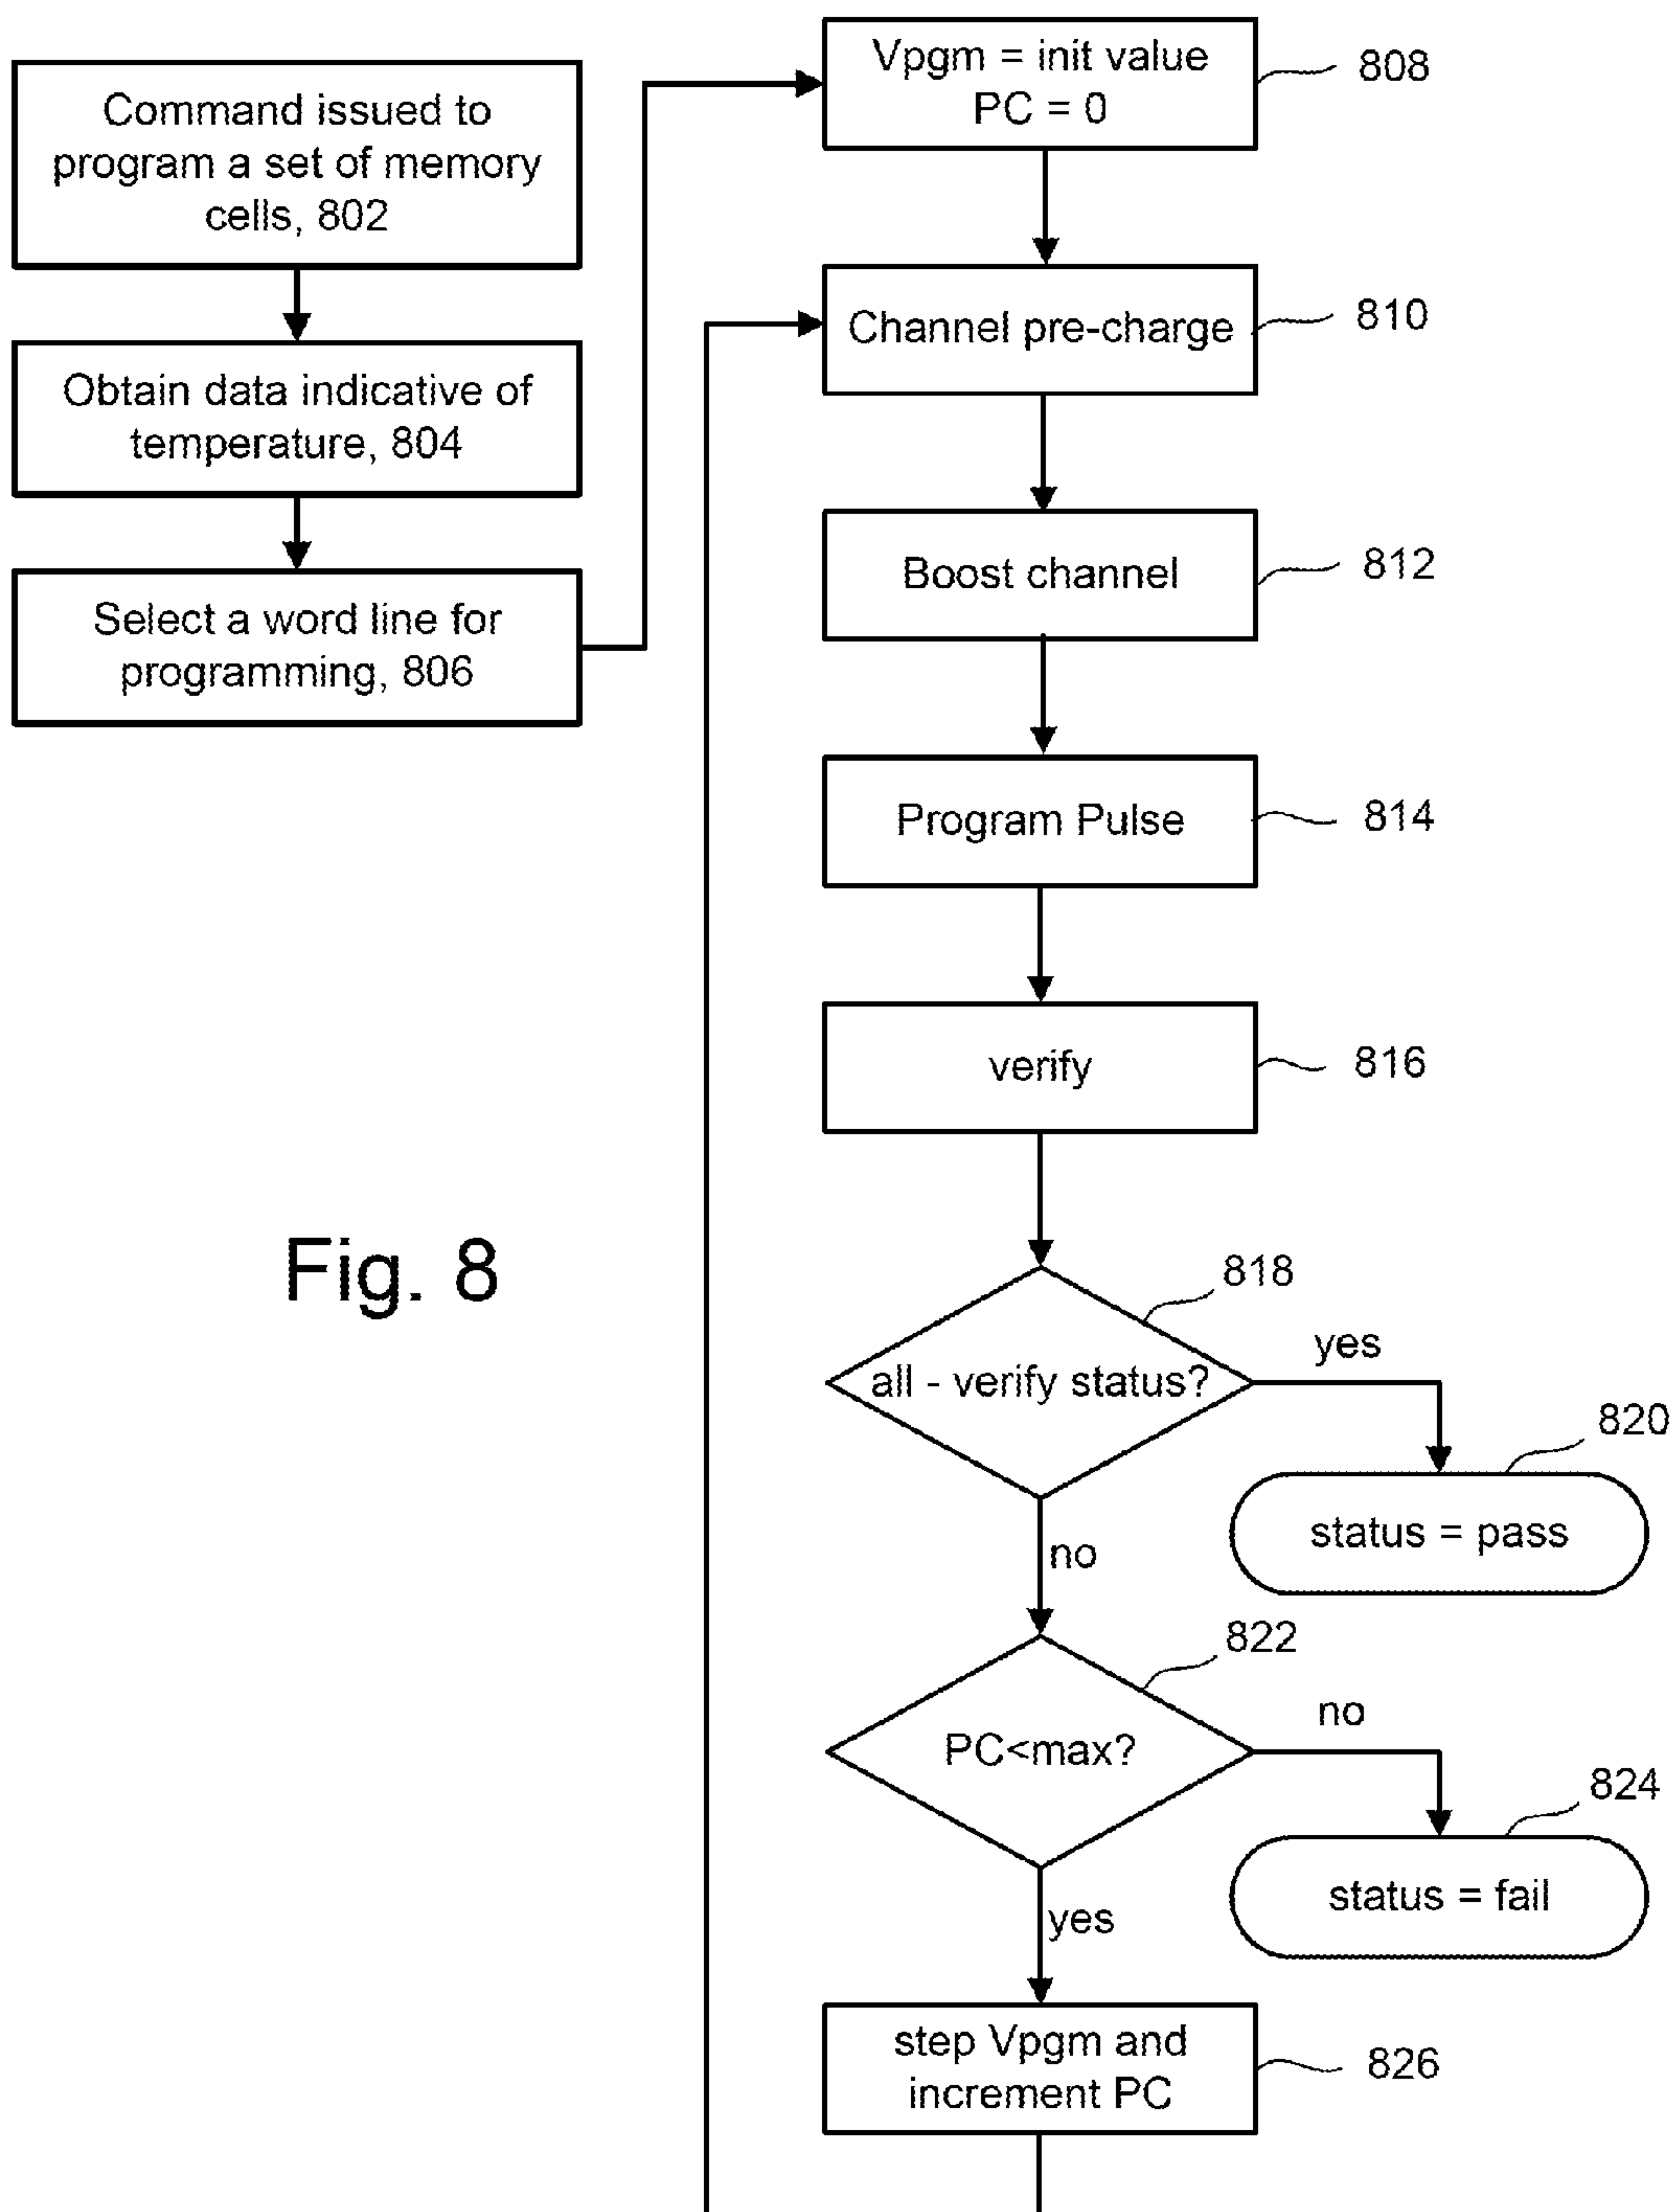 Command issued to
program a set of memory
cells, 802
Obtain data indicative of
temperature, 804
Select a word line for
programming, 806
Vpgm = init value
PC = 0
808
Channel pre-charge
810
Boost channel
812
Program Pulse
814
verify
816
Fig. 8
818
all - verify status?
yes
820
status = pass
no
822
PC<max?
no
824
status = fail
yes
step Vpgm and
increment PC
826